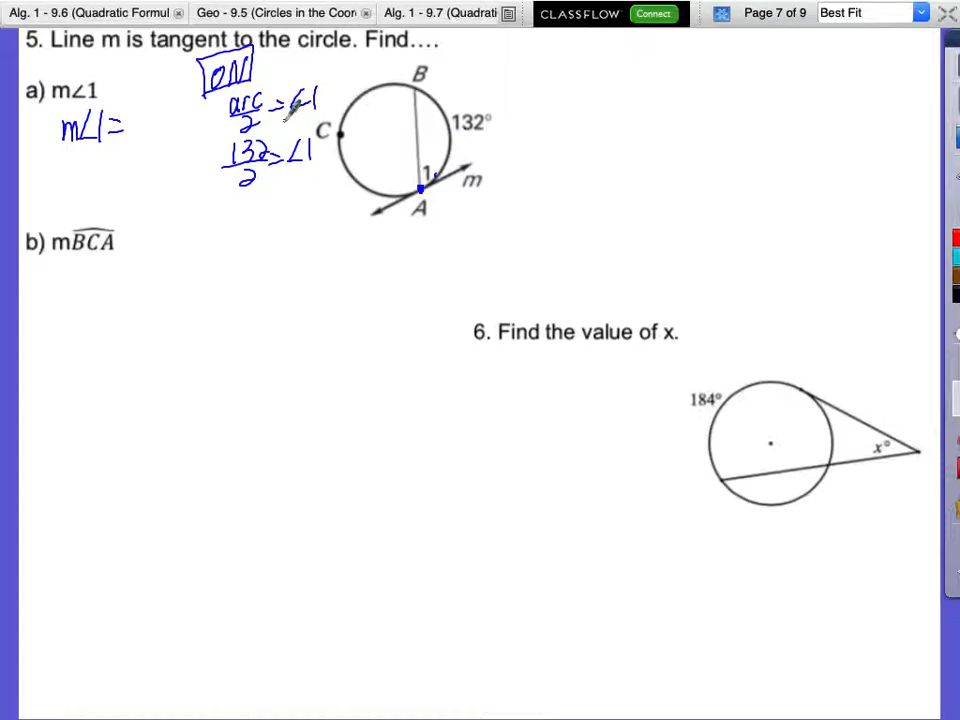 Alg. 1 - 9.6 (Quadratic Formul
Geo - 9.5 (Circles in the Coor
Alg. 1 - 9.7 (Quadrati
CLASSFLOW
Connect
Page 7 of 9
Best Fit
5. Line m is tangent to the circle. Find….
ON
a) m∠1
m∠1=
arc/2 = ∠1
132/2 = ∠1
B
C
132°
1
m
A
b) mBCA
6. Find the value of x.
184°
x°